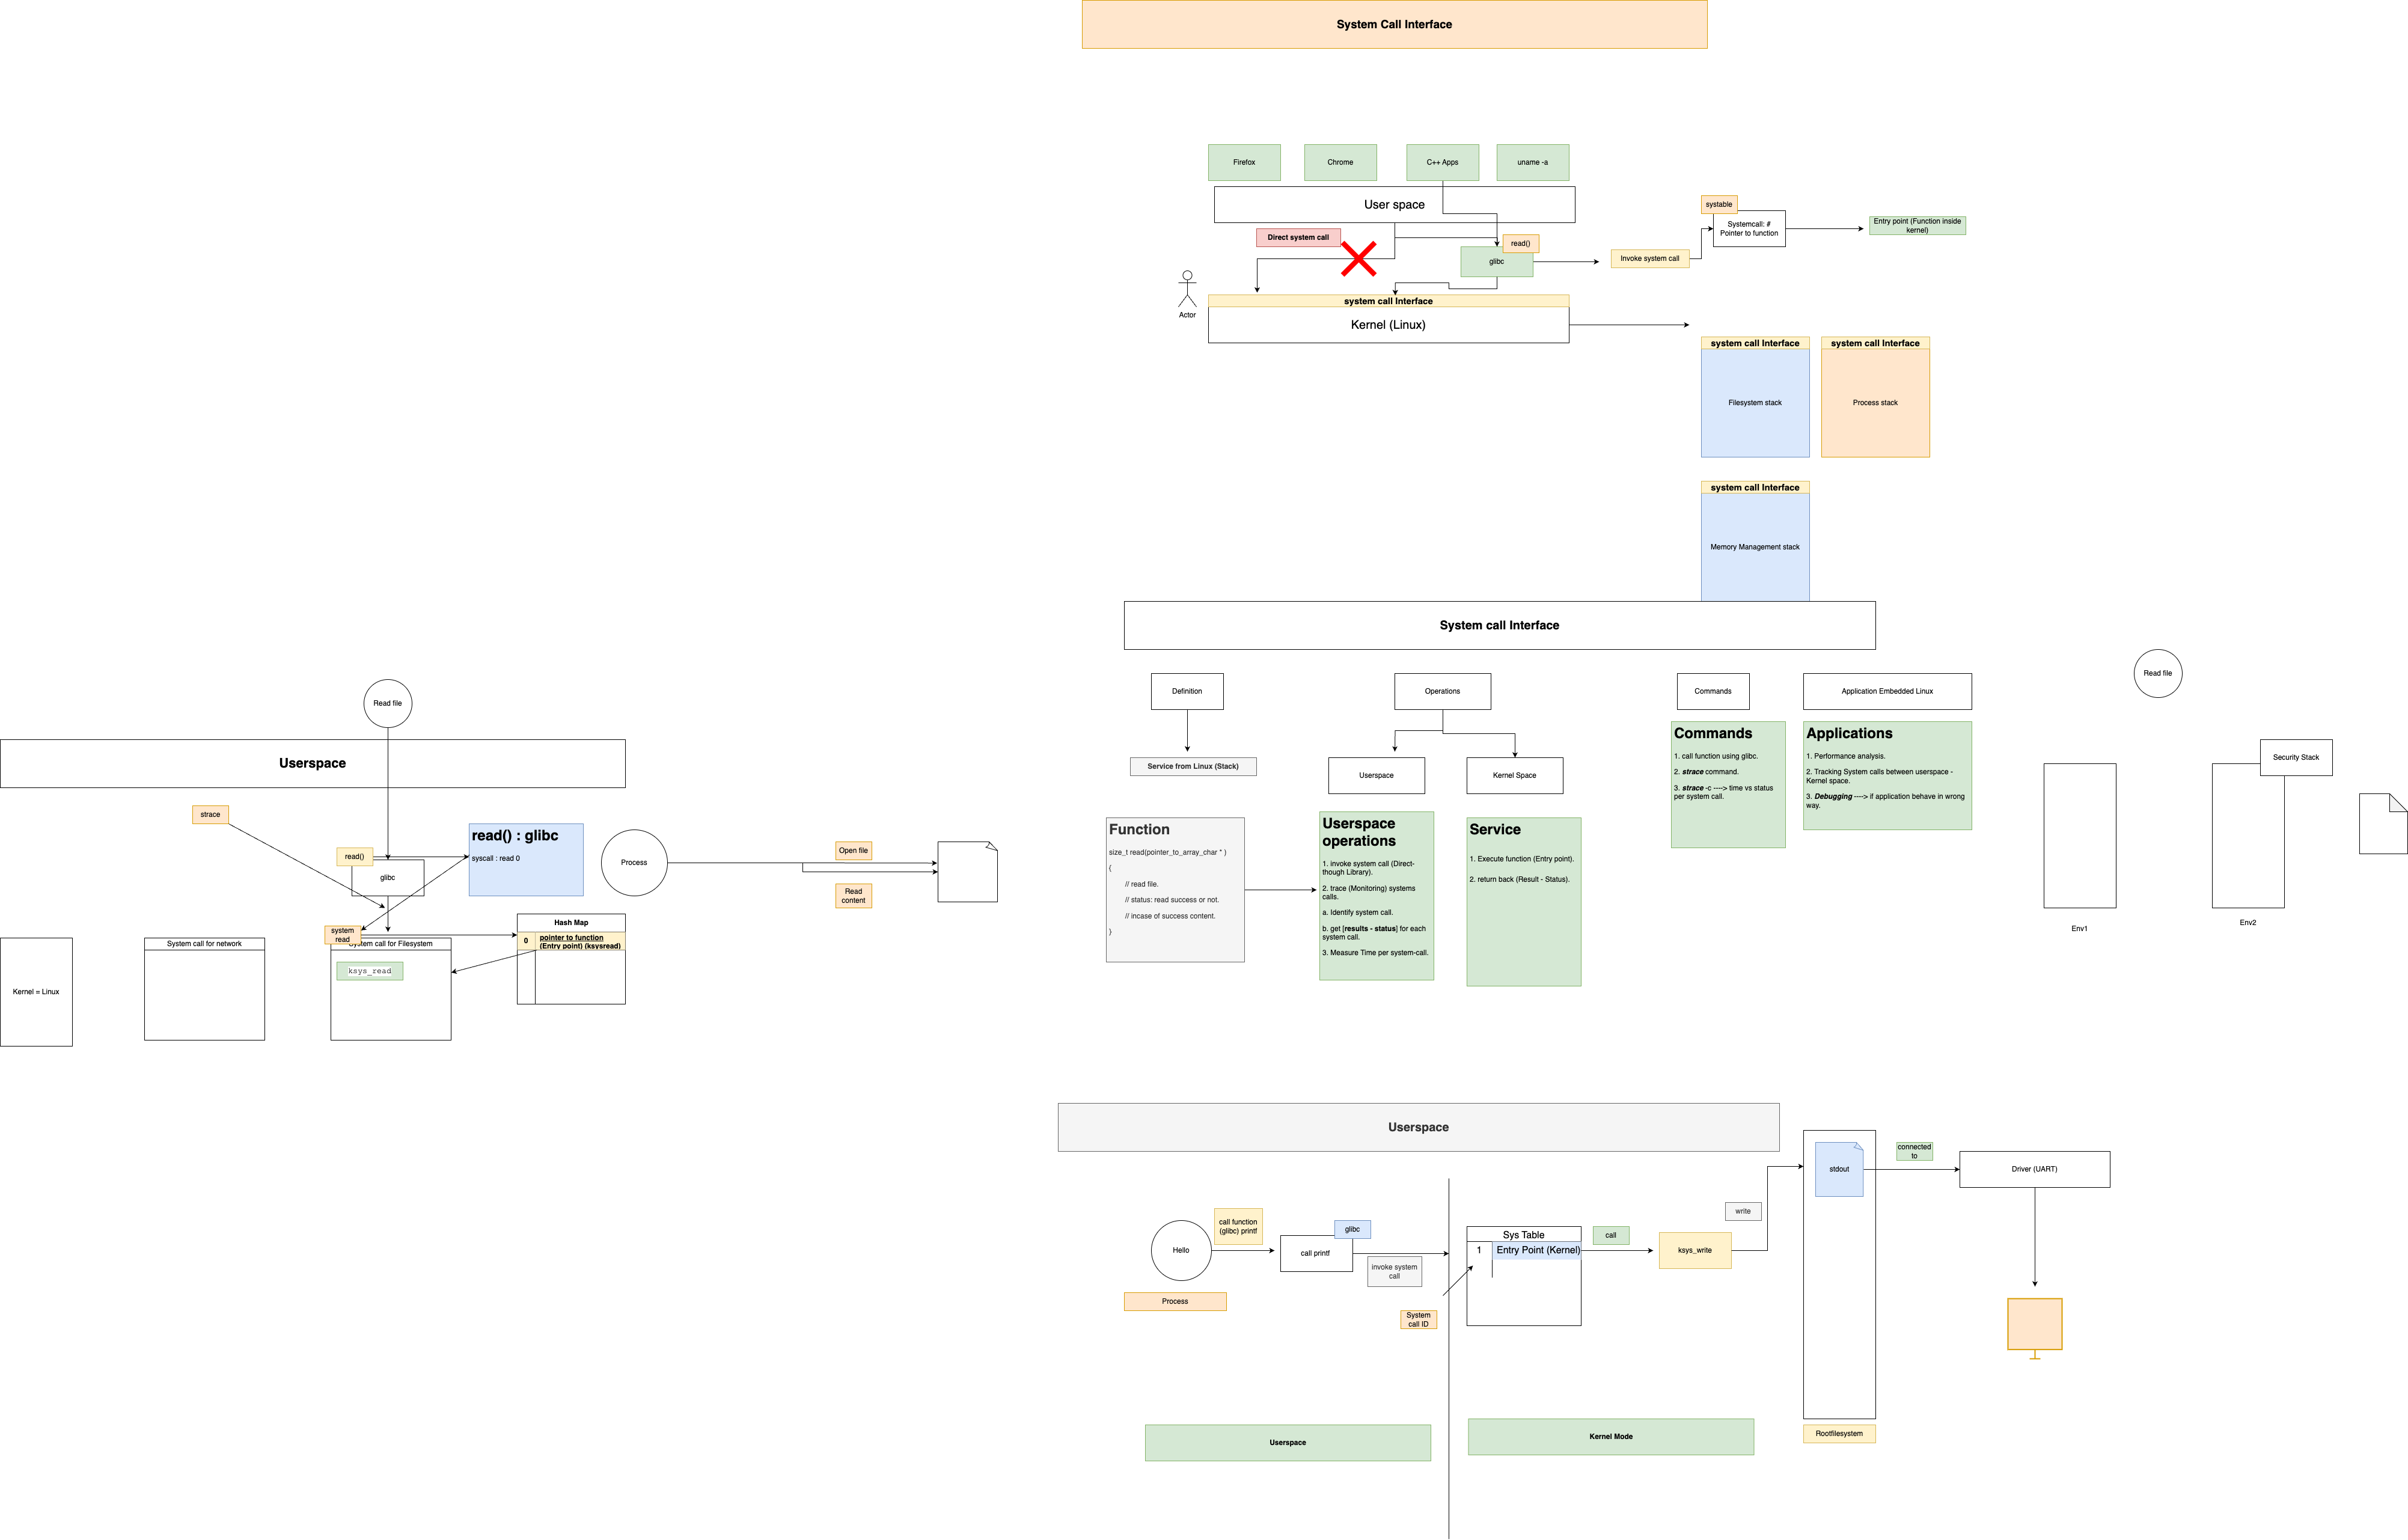 System Call Interface
Firefox
Chrome
C++ Apps
uname -a
User space
systable
Systemcall: #
Pointer to function
Entry point (Function inside
kernel)
Direct system call
read()
glibc
Invoke system call
Actor
system call Interface
Kernel (Linux)
system call Interface
system call Interface
Filesystem stack
Process stack
system call Interface
Memory Management stack
System call Interface
Read file
Userspace
strace
read()
glibc
read() : glibc
syscall : read 0
Process
Open file
Read
content
system
read
Hash Map
0
pointer to function
(Entry point) (ksysread)
Kernel = Linux
System call for network
System call for Filesystem
ksys_read
Definition
Operations
Commands
Application Embedded Linux
Service from Linux (Stack)
Userspace
Kernel Space
Function
size_t read(pointer_to_array_char * )
{
// read file.
// status: read success or not.
// incase of success content.
}
Userspace
operations
1. invoke system call (Direct-
though Library).
2. trace (Monitoring) systems
calls.
a. Identify system call.
b. get [results - status] for each
system call.
3. Measure Time per system-call.
Service
1. Execute function (Entry point).
2. return back (Result - Status).
Commands
1. call function using glibc.
2. strace command.
3. strace -c ----> time vs status
per system call.
Applications
1. Performance analysis.
2. Tracking System calls between userspace -
Kernel space.
3. Debugging ----> if application behave in wrong
way.
Read file
Security Stack
Env1
Env2
Userspace
Hello
call function
(glibc) printf
Process
glibc
call printf
invoke system
call
System
call ID
Sys Table
1
Entry Point (Kernel)
call
ksys_write
write
stdout
connected
to
Driver (UART)
Userspace
Kernel Mode
Rootfilesystem